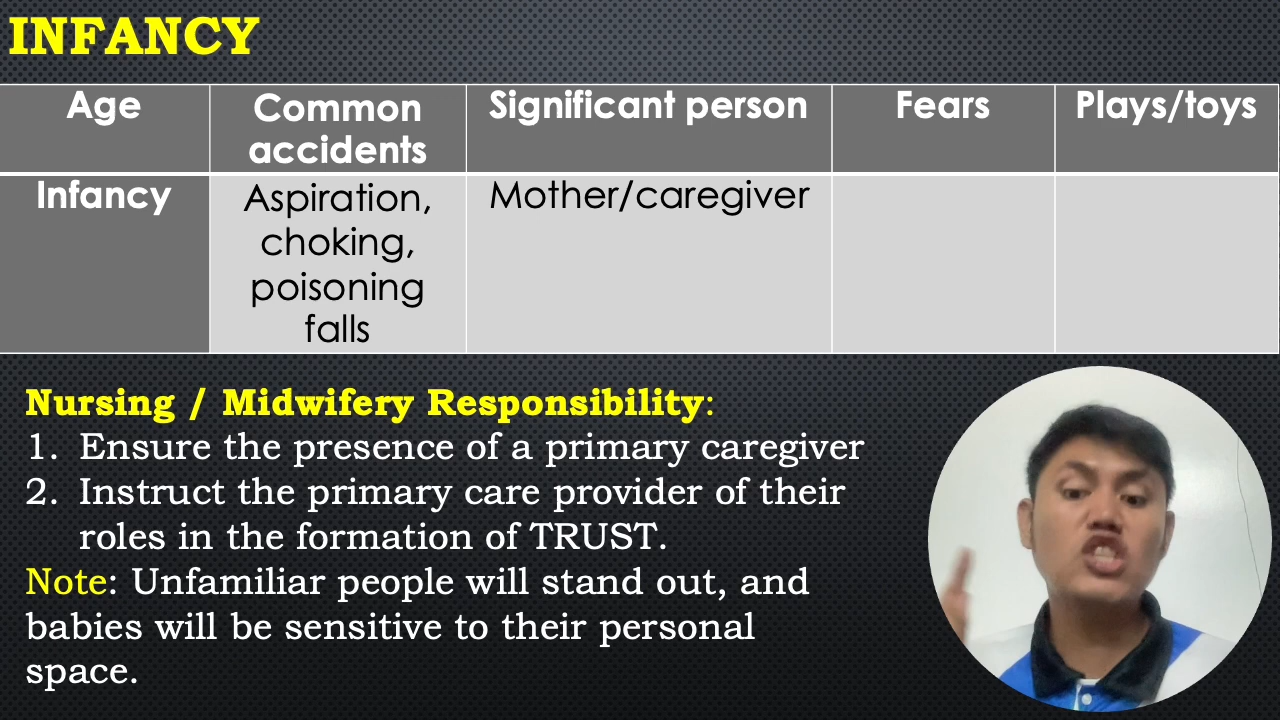 INFANCY
Age
Common
accidents
Significant person
Fears
Plays/toys
Infancy
Aspiration,
choking,
poisoning
falls
Mother/caregiver
Nursing / Midwifery Responsibility:
1. Ensure the presence of a primary caregiver
2. Instruct the primary care provider of their
roles in the formation of TRUST.
Note: Unfamiliar people will stand out, and
babies will be sensitive to their personal
space.